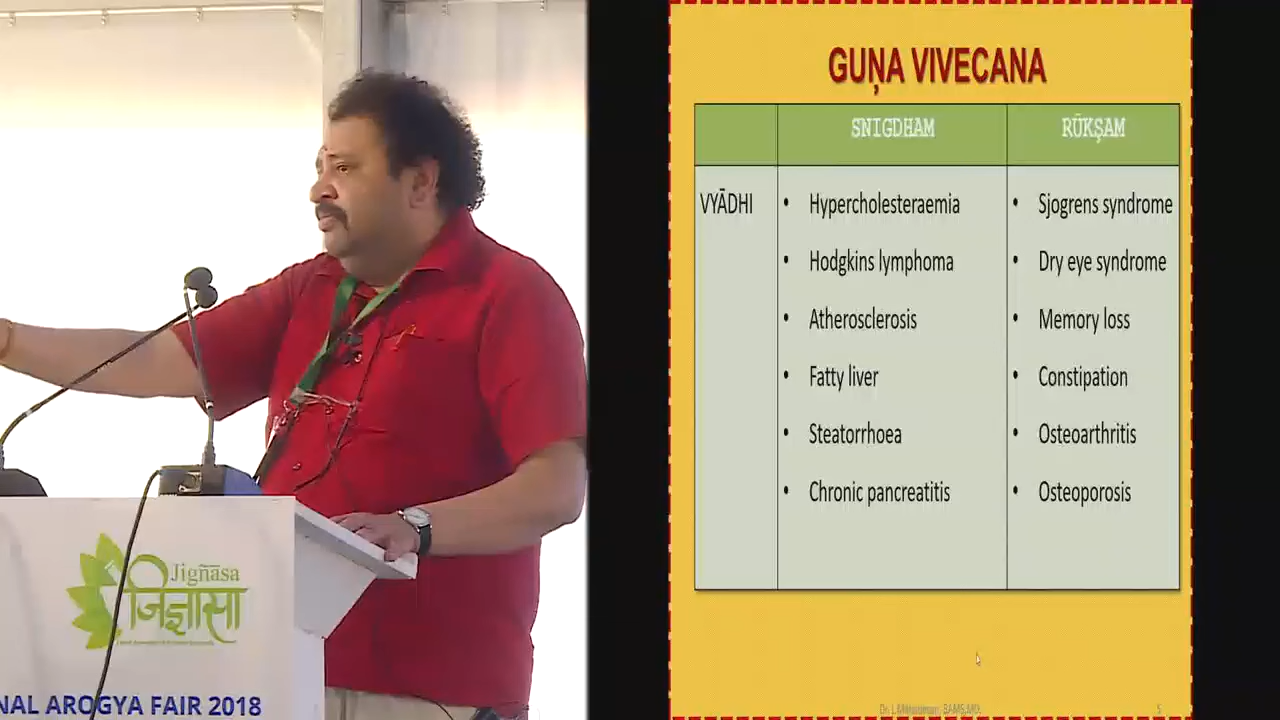 GUṆA VIVECANA
SNIGDHAM RŪKṢAM
VYĀDHI
• Hypercholesteraemia
• Hodgkins lymphoma
• Atherosclerosis
• Fatty liver
• Steatorrhoea
• Chronic pancreatitis
• Sjogrens syndrome
• Dry eye syndrome
• Memory loss
• Constipation
• Osteoarthritis
• Osteoporosis
5
Jigñasa
जिज्ञासा
NAL AROGYA FAIR 2018